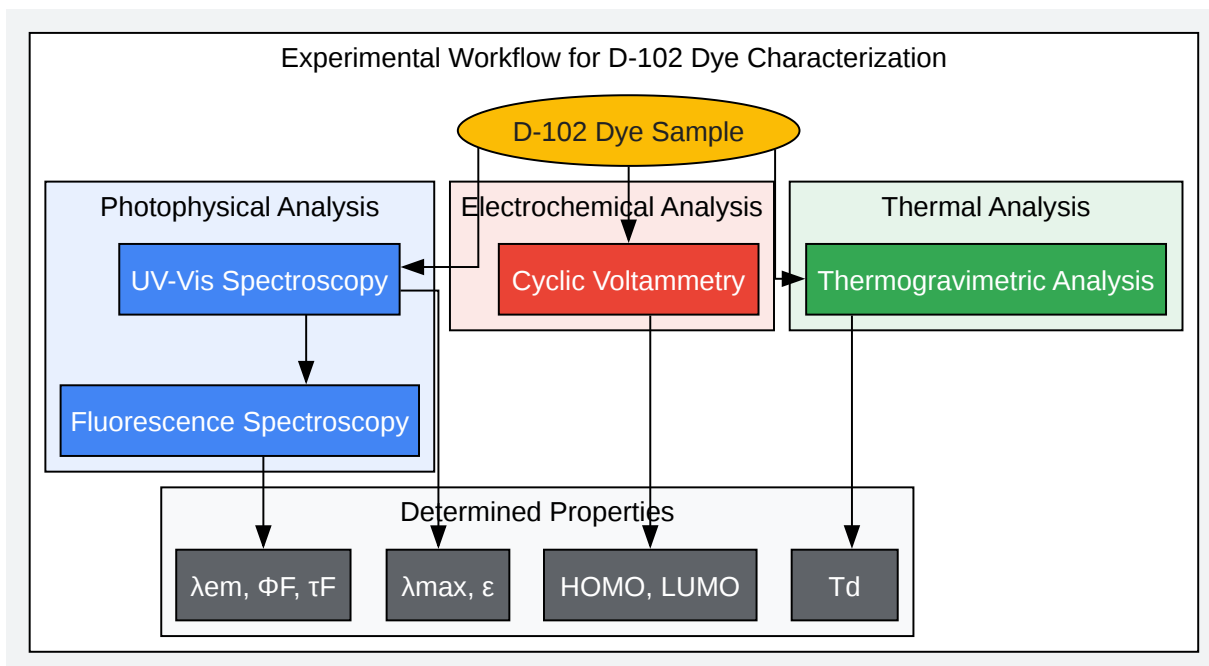 Experimental Workflow for D-102 Dye Characterization
D-102 Dye Sample
Photophysical Analysis
Electrochemical Analysis
Thermal Analysis
UV-Vis Spectroscopy
Cyclic Voltammetry
Thermogravimetric Analysis
Fluorescence Spectroscopy
Determined Properties
λem, ΦF, τF
λmax, ε
HOMO, LUMO
Td